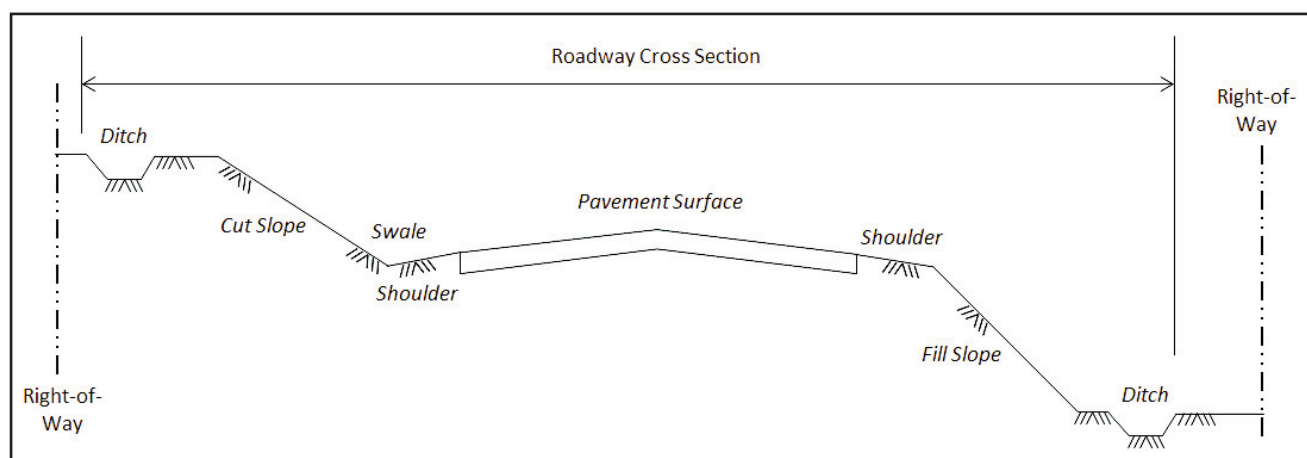 Roadway Cross Section
Right-of-
Way
Ditch
Pavement Surface
Cut Slope
Swale
Shoulder
Shoulder
Fill Slope
Right-of-
Way
Ditch